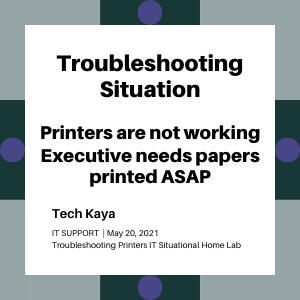 Troubleshooting
Situation
Printers are not working
Executive needs papers
printed ASAP
Tech Kaya
IT SUPPORT | May 20, 2021
Troubleshooting Printers IT Situational Home Lab